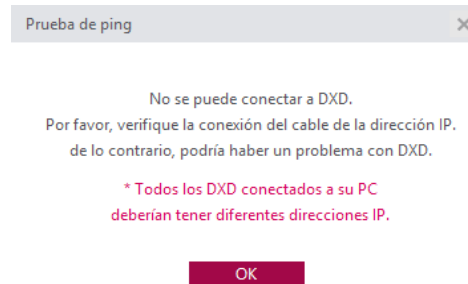 Prueba de ping
No se puede conectar a DXD.
Por favor, verifique la conexión del cable de la dirección IP.
de lo contrario, podría haber un problema con DXD.
* Todos los DXD conectados a su PC
deberían tener diferentes direcciones IP.
OK